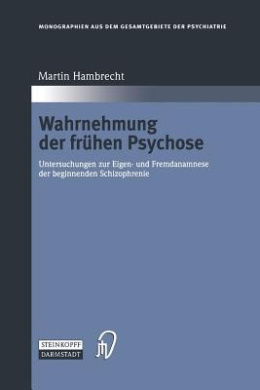 MONOGRAPHIEN AUS DEM GESAMTGEBIETE DER PSYCHIATRIE
Martin Hambrecht
Wahrnehmung
der frühen Psychose
Untersuchungen zur Eigen- und Fremdanamnese
der beginnenden Schizophrenie
STEINKOPFF
DARMSTADT